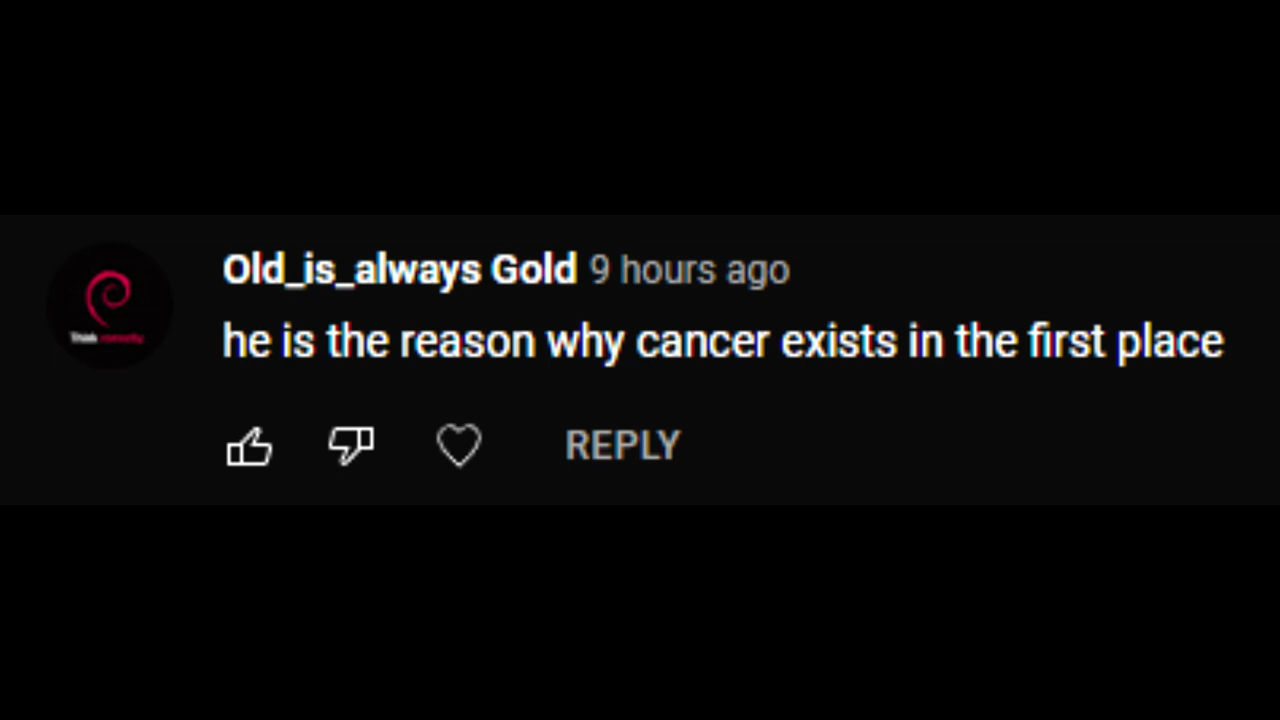 Old_is_always Gold 9 hours ago
he is the reason why cancer exists in the first place
REPLY